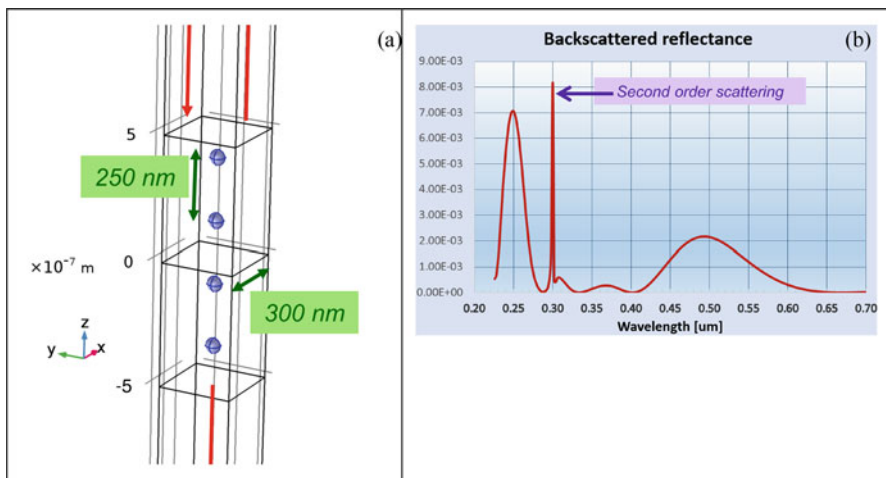 (a)
5
250 nm
×10⁻⁷ m
0
300 nm
z
y
x
-5
(b)
Backscattered reflectance
9.00E-03
8.00E-03
Second order scattering
7.00E-03
6.00E-03
5.00E-03
4.00E-03
3.00E-03
2.00E-03
1.00E-03
0.00E+00
0.20 0.25 0.30 0.35 0.40 0.45 0.50 0.55 0.60 0.65 0.70
Wavelength [um]